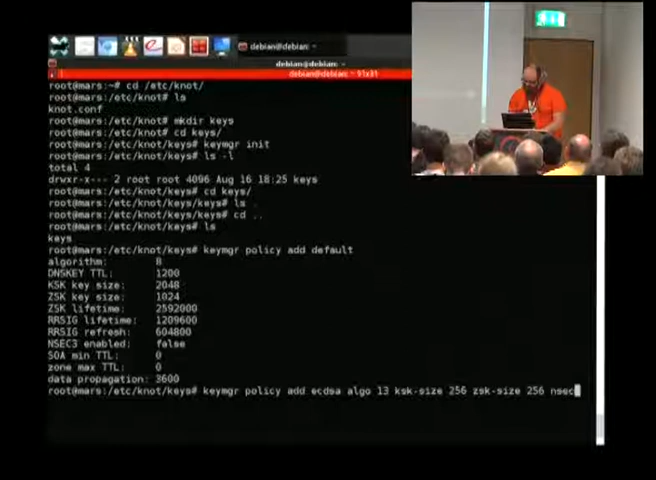 debian@debian: ~
debian@debian: ~
debian@debian: ~ 91x31
root@mars:~# cd /etc/knot/
root@mars:/etc/knot# ls
knot.conf
root@mars:/etc/knot# mkdir keys
root@mars:/etc/knot# cd keys/
root@mars:/etc/knot/keys# keymgr init
root@mars:/etc/knot/keys# ls -l
total 4
drwxr-x--- 2 root root 4096 Aug 16 18:25 keys
root@mars:/etc/knot/keys# cd keys/
root@mars:/etc/knot/keys/keys# ls
root@mars:/etc/knot/keys/keys# cd ..
root@mars:/etc/knot/keys# ls
keys
root@mars:/etc/knot/keys# keymgr policy add default
algorithm: 8
DNSKEY TTL: 1200
KSK key size: 2048
ZSK key size: 1024
ZSK lifetime: 2592000
RRSIG lifetime: 1209600
RRSIG refresh: 604800
NSEC3 enabled: false
SOA min TTL: 0
zone max TTL: 0
data propagation: 3600
root@mars:/etc/knot/keys# keymgr policy add ecdsa algo 13 ksk-size 256 zsk-size 256 nsec